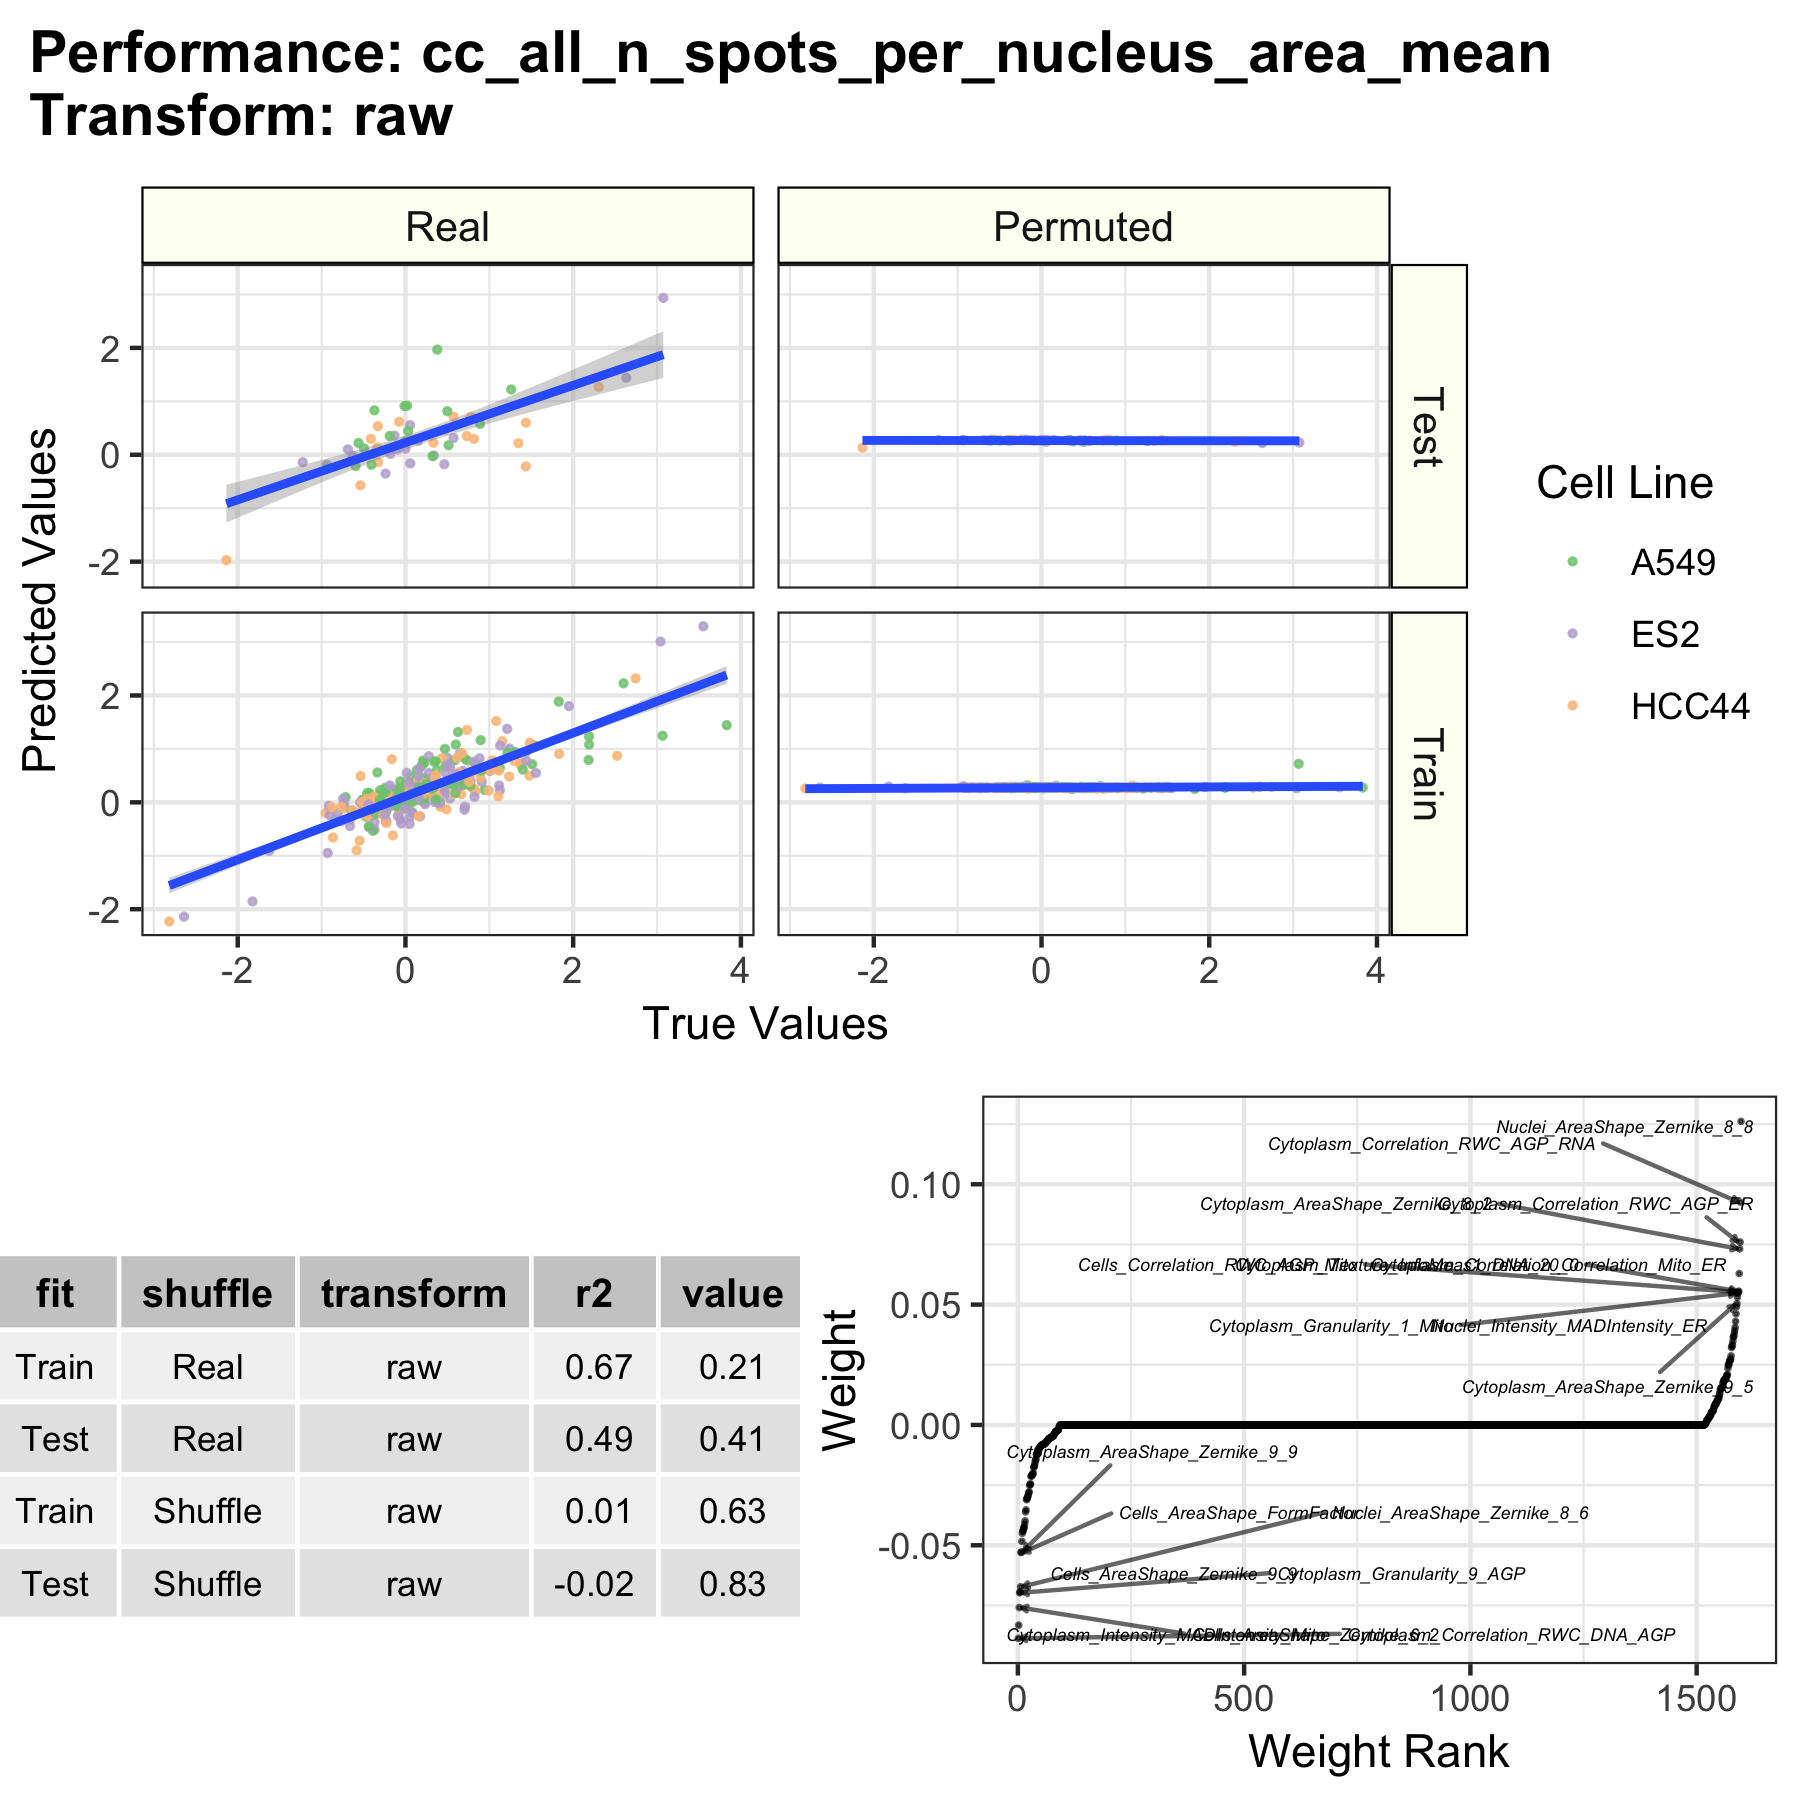 Performance: cc_all_n_spots_per_nucleus_area_mean
Transform: raw
Real
Permuted
2
0
-2
Test
2
0
-2
Train
Predicted Values
-2
0
2
4
-2
0
2
4
True Values
Cell Line
A549
ES2
HCC44
fit shuffle transform r2 value
Train Real raw 0.67 0.21
Test Real raw 0.49 0.41
Train Shuffle raw 0.01 0.63
Test Shuffle raw -0.02 0.83
Weight
0.10
0.05
0.00
-0.05
Nuclei_AreaShape_Zernike_8_8
Cytoplasm_Correlation_RWC_AGP_RNA
Cytoplasm_AreaShape_Zernike_8_2
Cytoplasm_Correlation_RWC_AGP_ER
Cytoplasm_Granularity_1_Mito
Nuclei_Intensity_MADIntensity_ER
Cytoplasm_AreaShape_Zernike_9_5
Cytoplasm_AreaShape_Zernike_9_9
Cells_AreaShape_FormFactor
Nuclei_AreaShape_Zernike_8_6
Cells_AreaShape_Zernike_9_9
Cytoplasm_Granularity_9_AGP
Cytoplasm_Intensity_MADIntensity_Mito
Cytoplasm_Correlation_RWC_DNA_AGP
0
500
1000
1500
Weight Rank